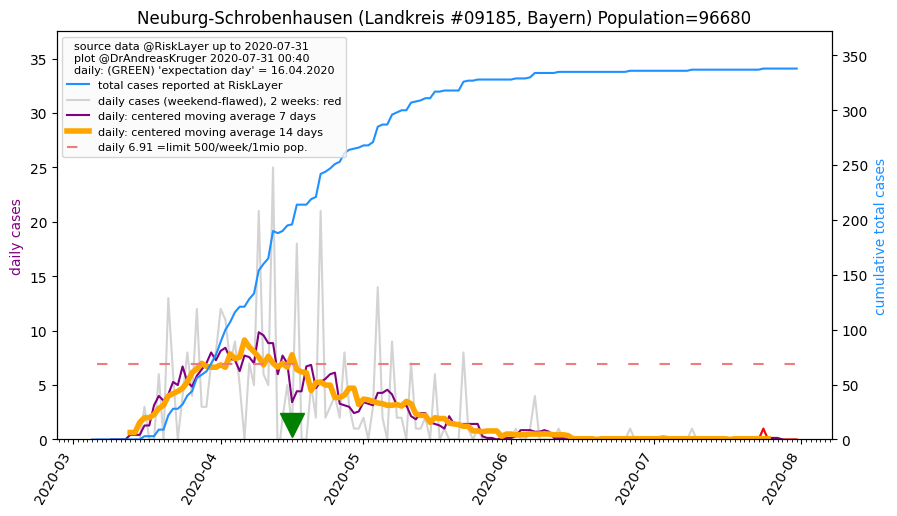 Neuburg-Schrobenhausen (Landkreis #09185, Bayern) Population=96680
source data @RiskLayer up to 2020-07-31
plot @DrAndreasKruger 2020-07-31 00:40
daily: (GREEN) 'expectation day' = 16.04.2020
total cases reported at RiskLayer
daily cases (weekend-flawed), 2 weeks: red
daily: centered moving average 7 days
daily: centered moving average 14 days
daily 6.91 =limit 500/week/1mio pop.
daily cases
35
30
25
20
15
10
5
0
cumulative total cases
350
300
250
200
150
100
50
0
2020-03
2020-04
2020-05
2020-06
2020-07
2020-08